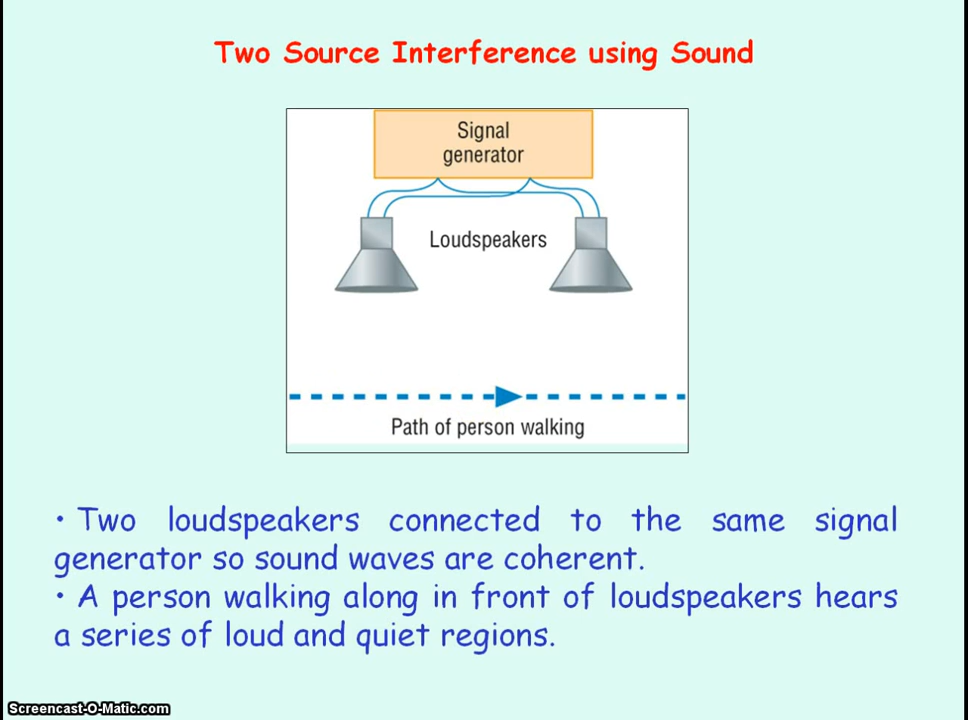 Two Source Interference using Sound
Signal
generator
Loudspeakers
Path of person walking
• Two loudspeakers connected to the same signal
generator so sound waves are coherent.
• A person walking along in front of loudspeakers hears
a series of loud and quiet regions.
Screencast-O-Matic.com